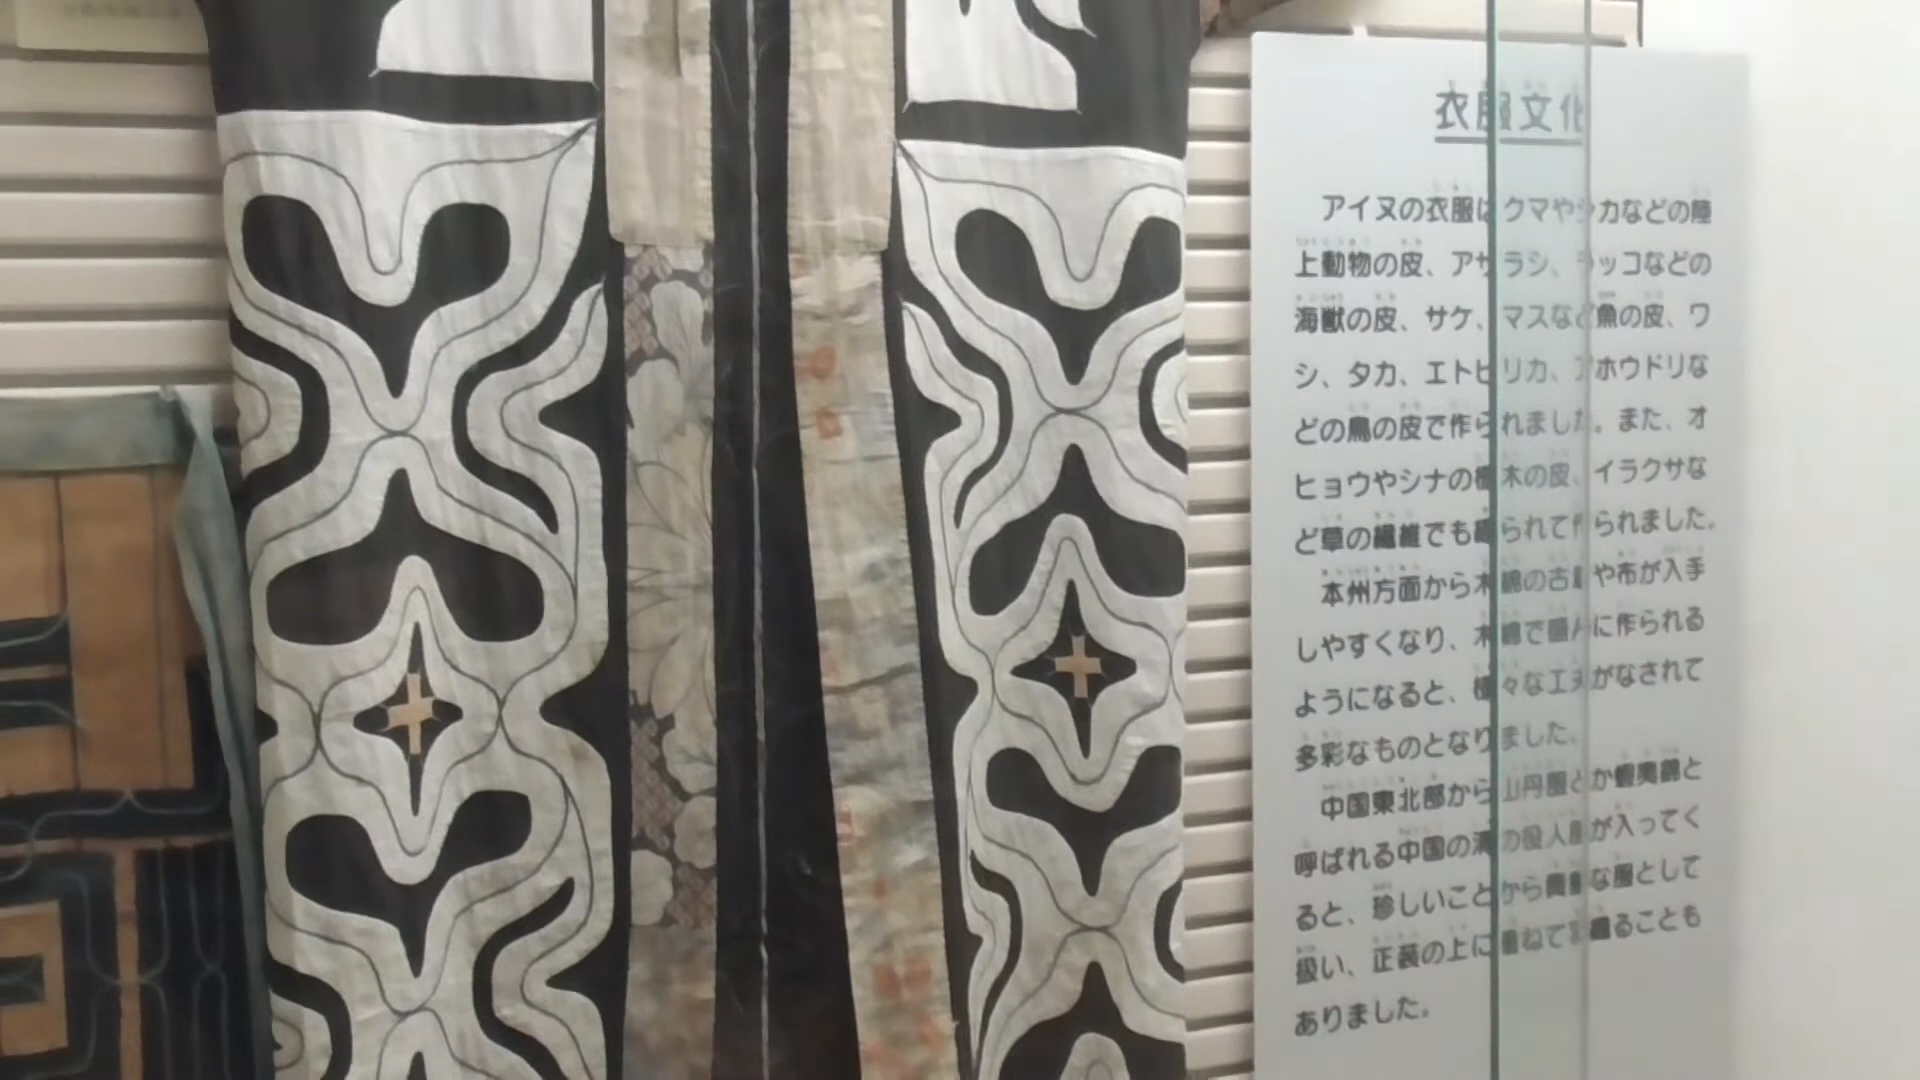 衣服文化
アイヌの衣服はクマやシカなどの陸
上動物の皮、アザラシ、ラッコなどの
海獣の皮、サケ、マスなど魚の皮、ワ
シ、タカ、エトピリカ、アホウドリな
どの鳥の皮で作られました。また、オ
ヒョウやシナの樹木の皮、イラクサな
ど草の繊維でも織られて作られました。
本州方面から木綿の古着や布が入手
しやすくなり、木綿で個人に作られる
ようになると、様々な工夫がなされて
多彩なものとなりました。
中国東北部から山丹服とか蝦夷錦と
呼ばれる中国の清の役人服が入ってく
ると、珍しいことから貴重な服として
扱い、正装の上に重ねて羽織ることも
ありました。